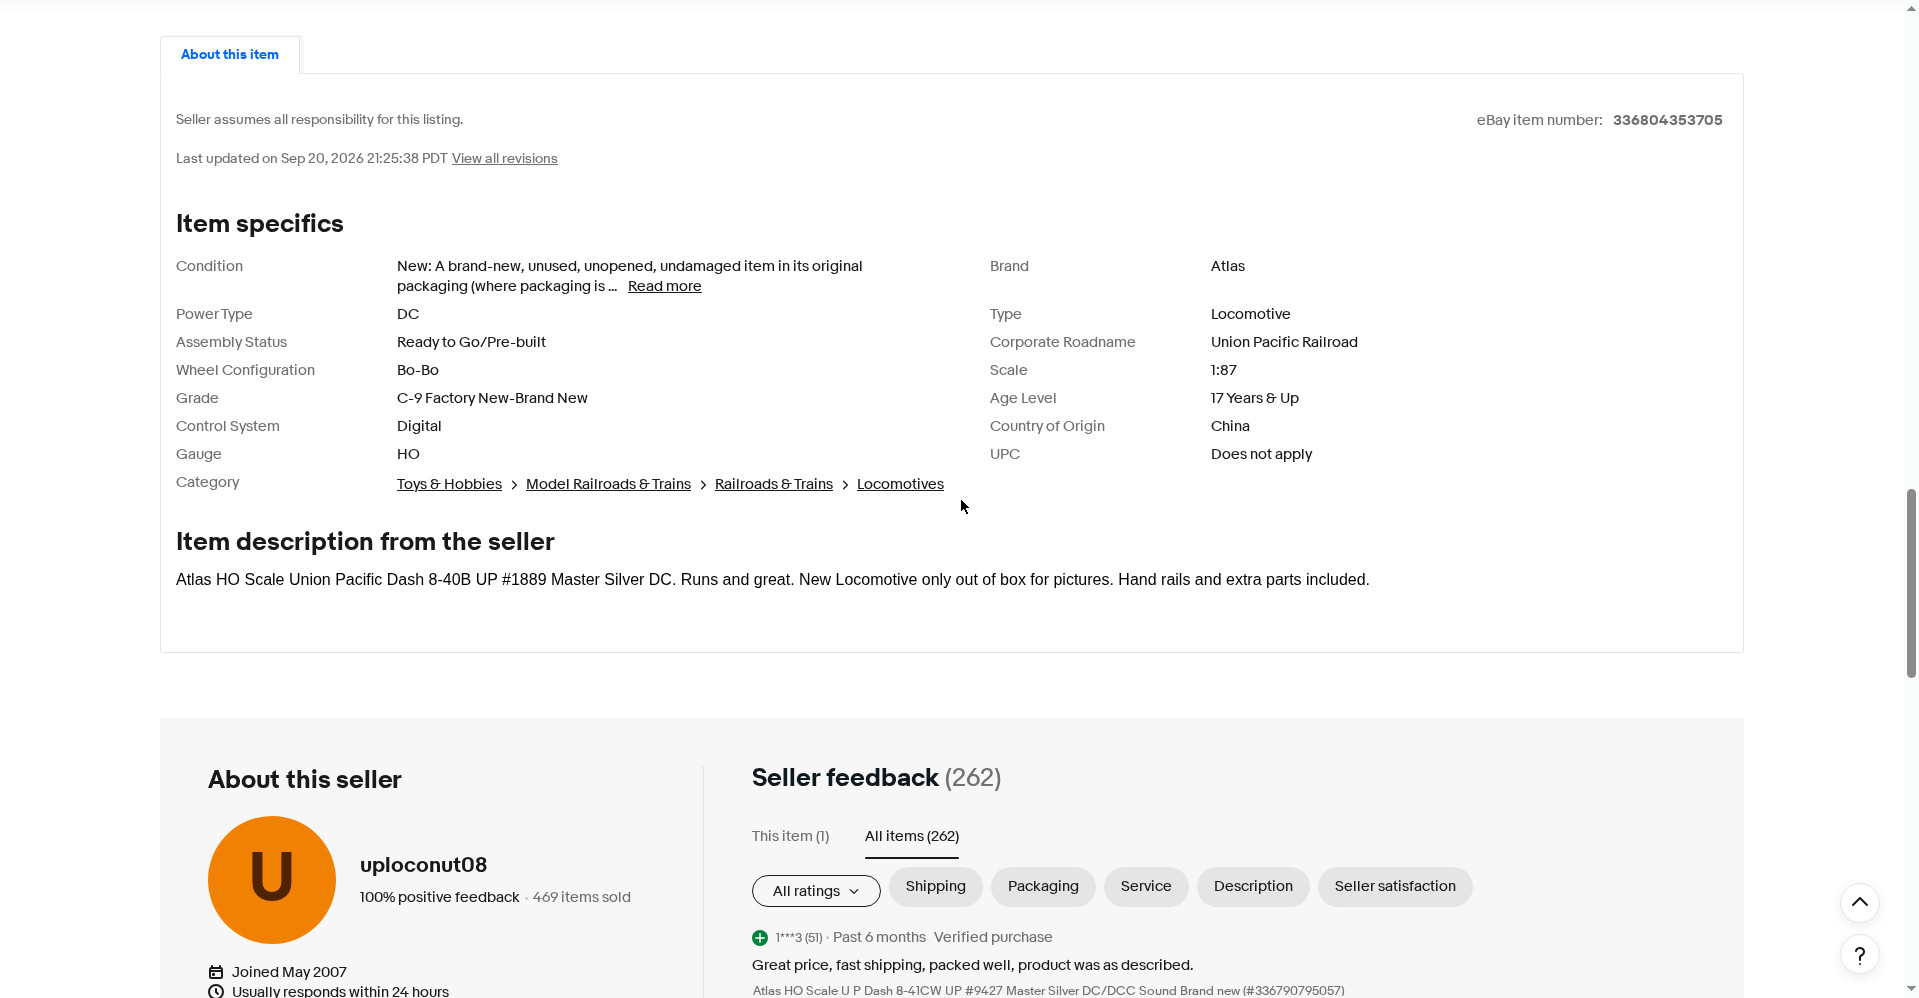 About this item
Seller assumes all responsibility for this listing.
eBay item number: 336804353705
Last updated on Sep 20, 2026 21:25:38 PDT View all revisions
Item specifics
Condition
New: A brand-new, unused, unopened, undamaged item in its original
packaging (where packaging is ... Read more
Brand
Atlas
Power Type
DC
Type
Locomotive
Assembly Status
Ready to Go/Pre-built
Corporate Roadname
Union Pacific Railroad
Wheel Configuration
Bo-Bo
Scale
1:87
Grade
C-9 Factory New-Brand New
Age Level
17 Years & Up
Control System
Digital
Country of Origin
China
Gauge
HO
UPC
Does not apply
Category
Toys & Hobbies > Model Railroads & Trains > Railroads & Trains > Locomotives
Item description from the seller
Atlas HO Scale Union Pacific Dash 8-40B UP #1889 Master Silver DC. Runs and great. New Locomotive only out of box for pictures. Hand rails and extra parts included.
About this seller
U
uploconut08
100% positive feedback • 469 items sold
Joined May 2007
Usually responds within 24 hours
Seller feedback (262)
This item (1)
All items (262)
All ratings
Shipping
Packaging
Service
Description
Seller satisfaction
1***3 (51) • Past 6 months Verified purchase
Great price, fast shipping, packed well, product was as described.
Atlas HO Scale U P Dash 8-41CW UP #9427 Master Silver DC/DCC Sound Brand new (#336790795057)
?